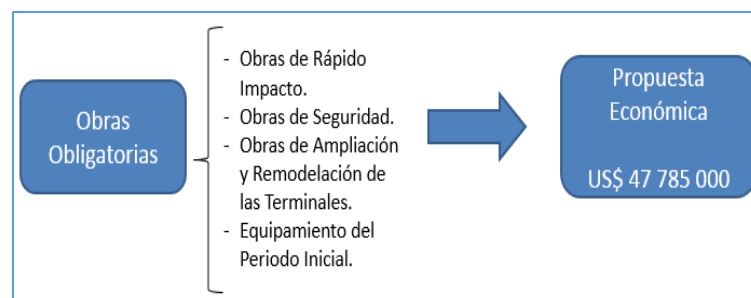 Obras
Obligatorias
- Obras de Rápido
Impacto.
- Obras de Seguridad.
- Obras de Ampliación
y Remodelación de
las Terminales.
- Equipamiento del
Periodo Inicial.
Propuesta
Económica
US$ 47 785 000